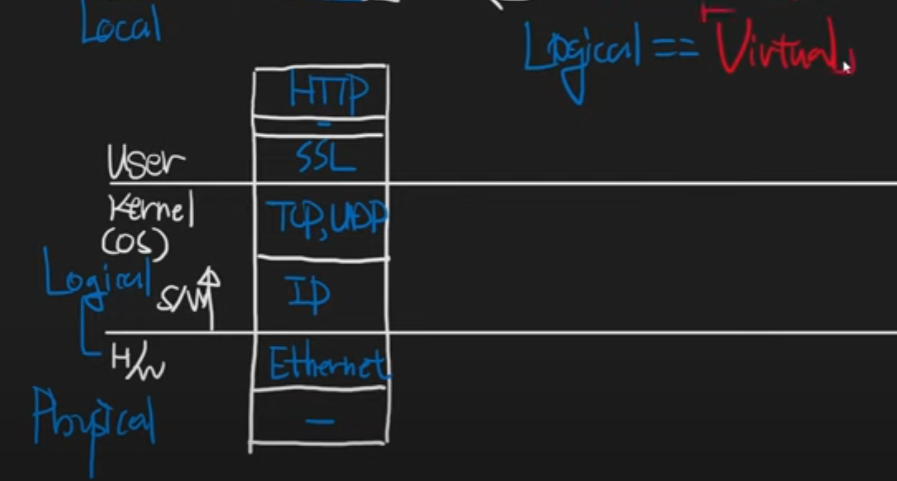 Local
Logical == Virtual
HTTP
-
User
SSL
Kernel
(OS)
TCP, UDP
Logical
S/W
IP
H/W
Ethernet
Physical
-